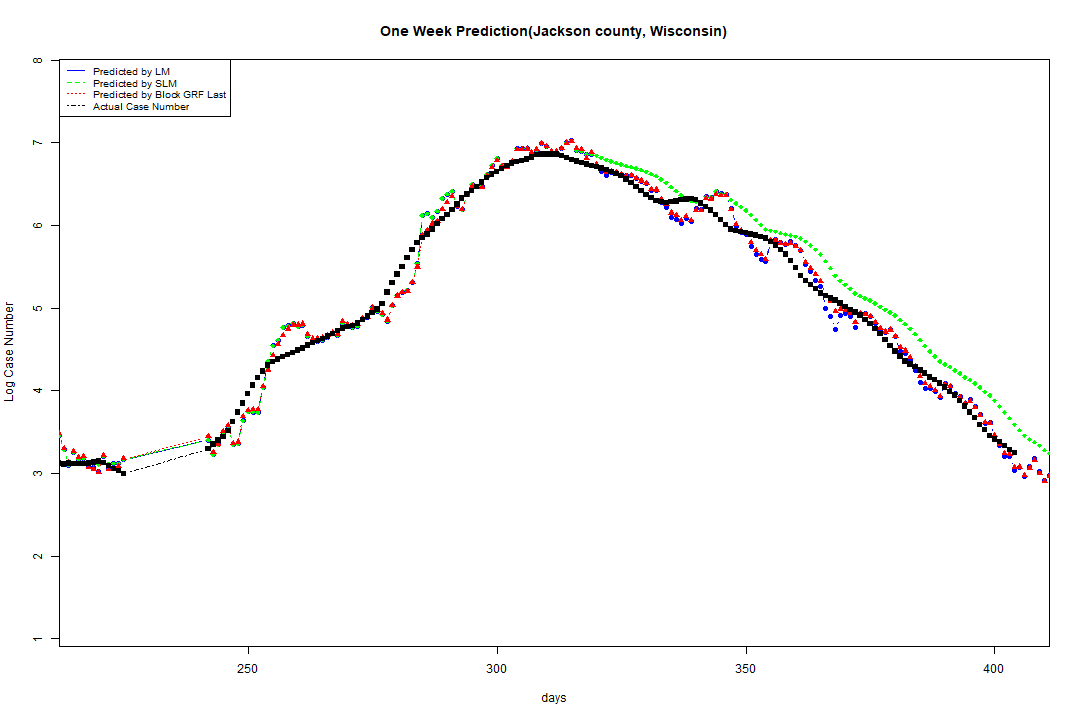 One Week Prediction(Jackson county, Wisconsin)
Predicted by LM
Predicted by SLM
Predicted by Block GRF Last
Actual Case Number
Log Case Number
8
7
6
5
4
3
2
1
250 300 350 400
days